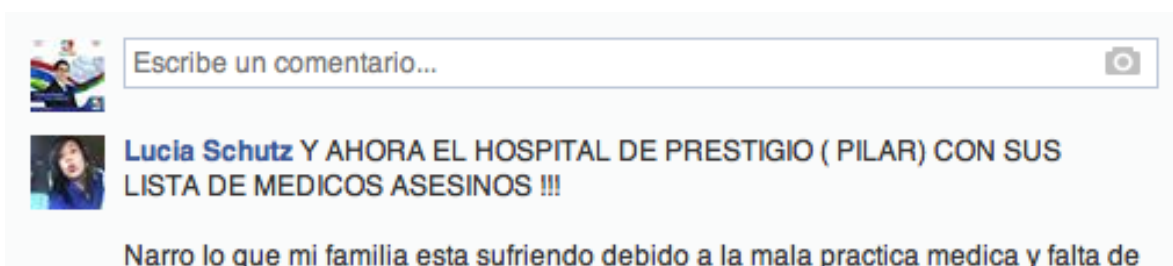 Escribe un comentario...
Lucia Schutz Y AHORA EL HOSPITAL DE PRESTIGIO ( PILAR) CON SUS
LISTA DE MEDICOS ASESINOS !!!
Narro lo que mi familia esta sufriendo debido a la mala practica medica y falta de